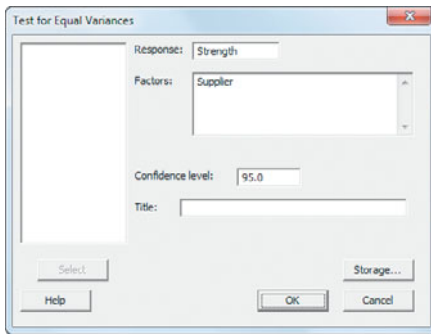 Test for Equal Variances
Response: Strength
Factors: Supplier
Confidence level: 95.0
Title:
Select
Storage...
Help OK Cancel